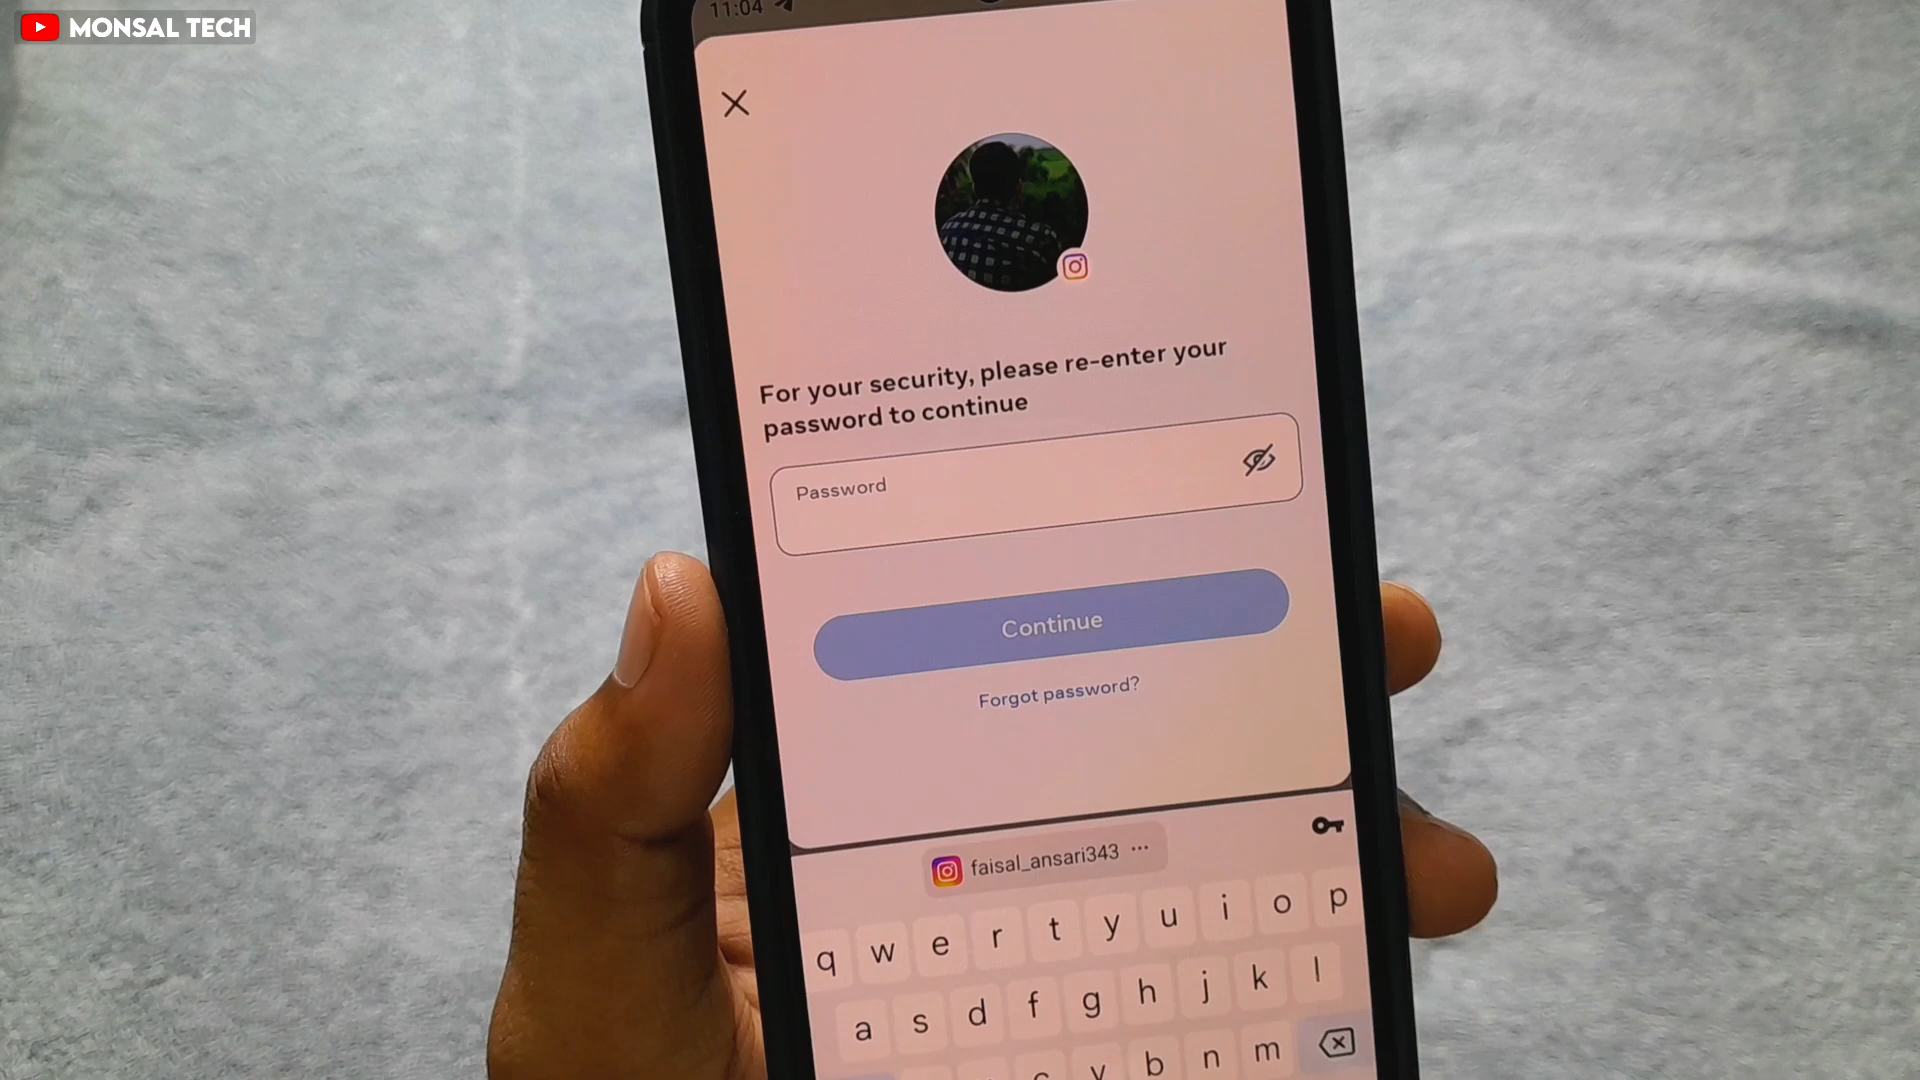 MONSAL TECH
11:04
For your security, please re-enter your
password to continue
Password
Continue
Forgot password?
faisal_ansari343 ...
q w e r t y u i o p
a s d f g h j k l
c v b n m